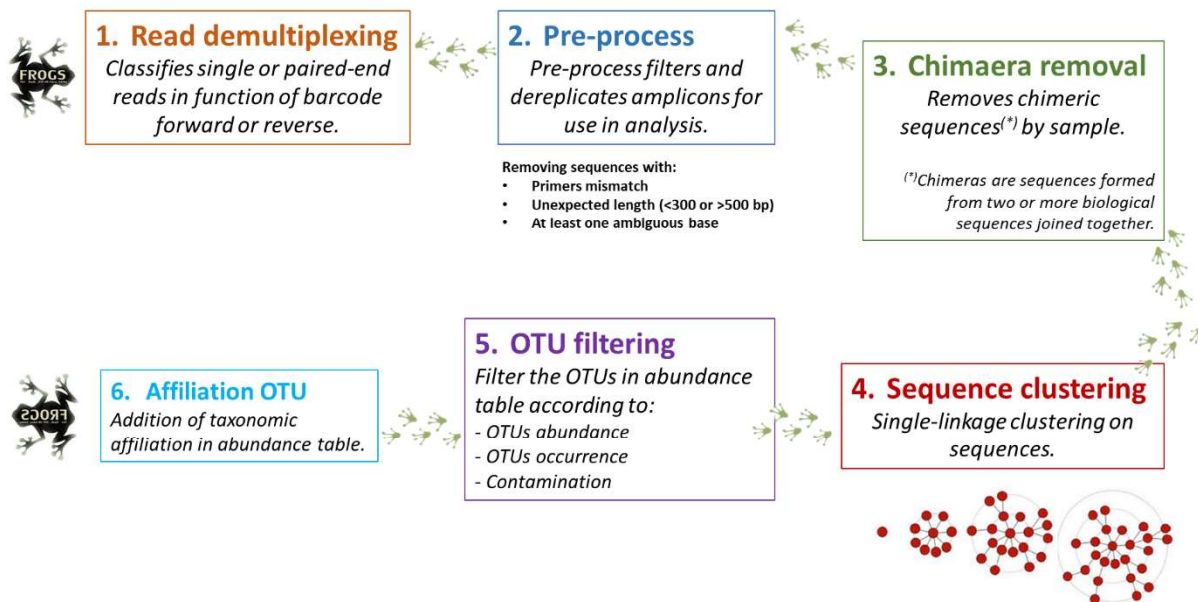 FROGS
1. Read demultiplexing
Classifies single or paired-end
reads in function of barcode
forward or reverse.
2. Pre-process
Pre-process filters and
dereplicates amplicons for
use in analysis.
Removing sequences with:
• Primers mismatch
• Unexpected length (<300 or >500 bp)
• At least one ambiguous base
3. Chimaera removal
Removes chimeric
sequences(*) by sample.
(*)Chimeras are sequences formed
from two or more biological
sequences joined together.
4. Sequence clustering
Single-linkage clustering on
sequences.
5. OTU filtering
Filter the OTUs in abundance
table according to:
- OTUs abundance
- OTUs occurrence
- Contamination
6. Affiliation OTU
Addition of taxonomic
affiliation in abundance table.
FROGS